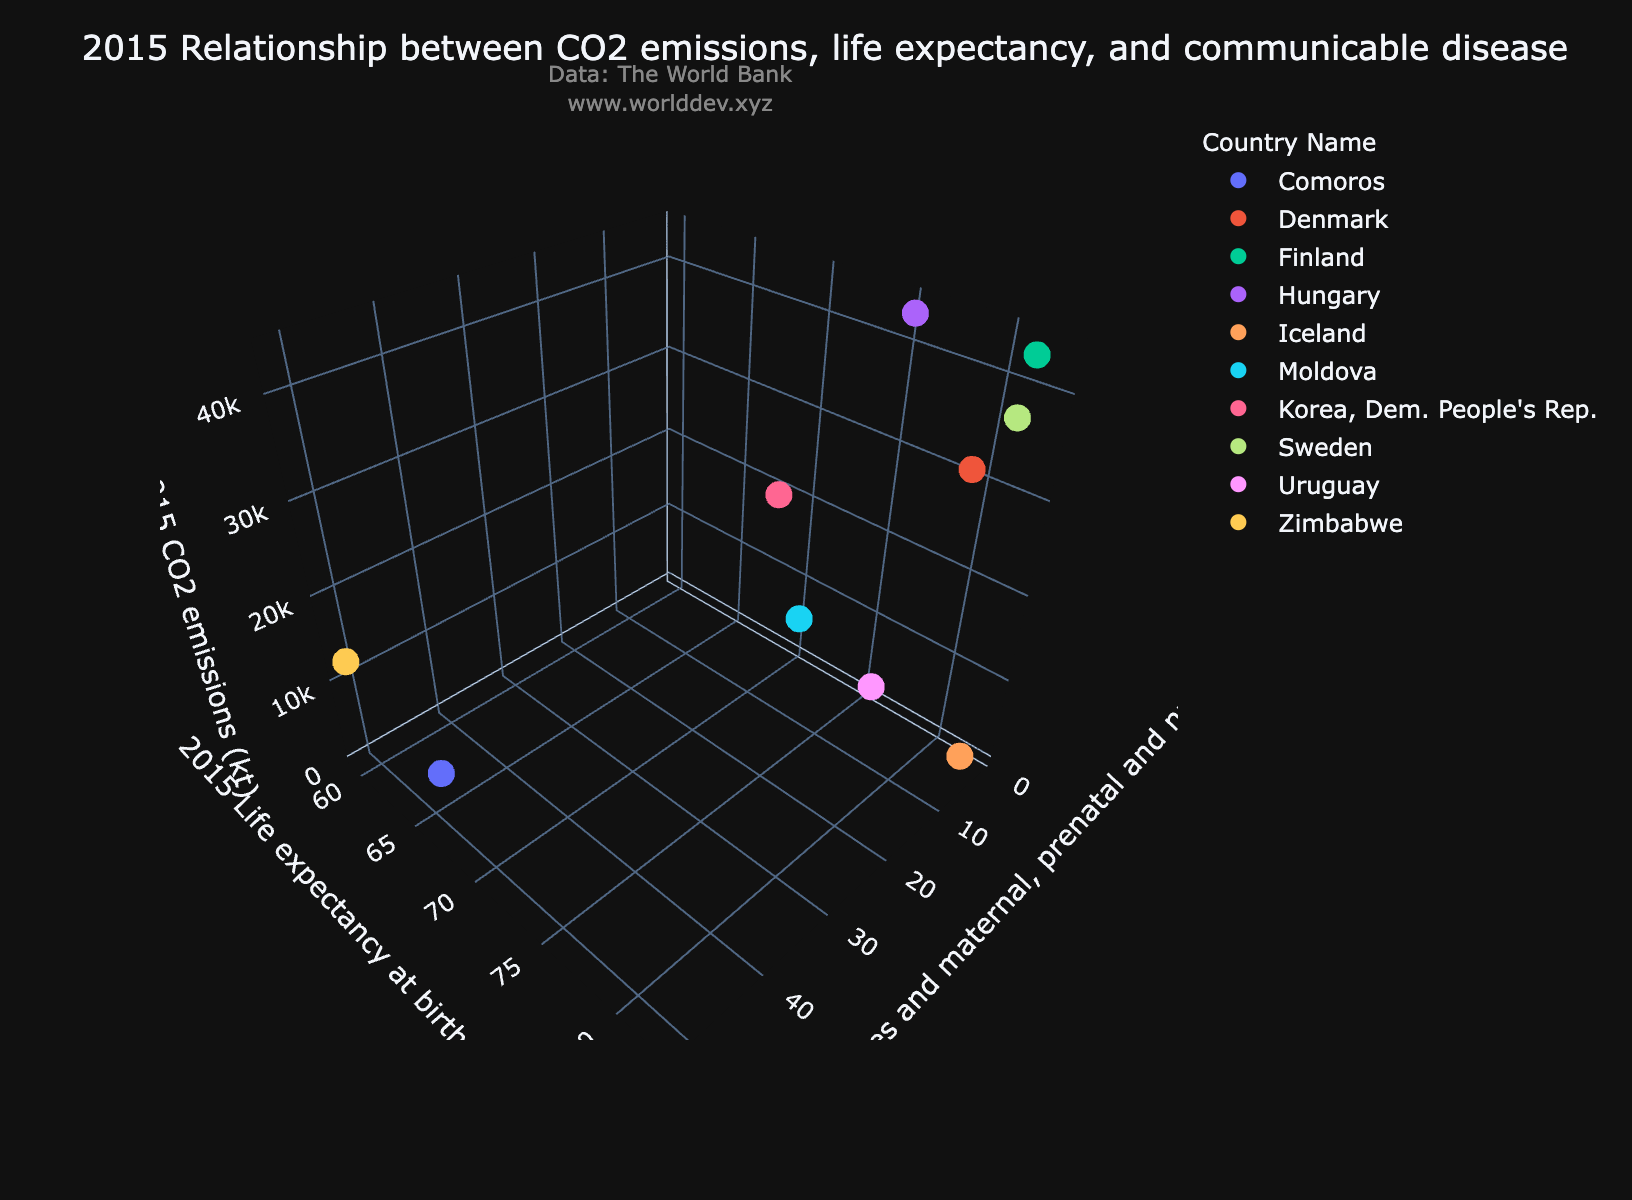 2015 Relationship between CO2 emissions, life expectancy, and communicable disease
Data: The World Bank
www.worlddev.xyz
Country Name
Comoros
Denmark
Finland
Hungary
Iceland
Moldova
Korea, Dem. People's Rep.
Sweden
Uruguay
Zimbabwe
40k
30k
20k
10k
0
CO2 emissions (kt)
60
65
70
75
2015 Life expectancy at birth
0
10
20
30
40
and maternal, prenatal and